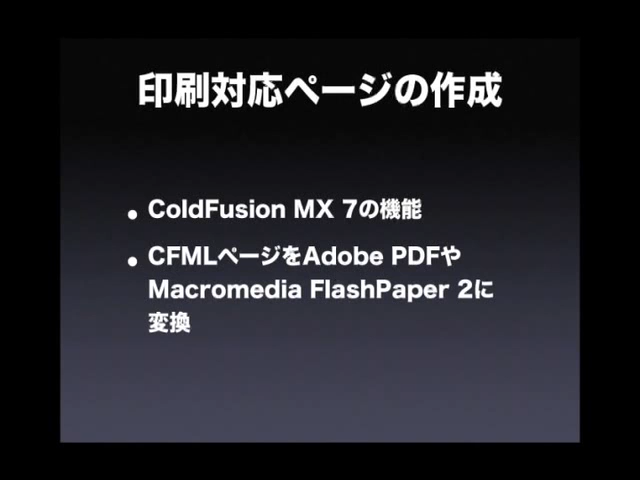 印刷対応ページの作成
• ColdFusion MX 7の機能
• CFMLページをAdobe PDFや
Macromedia FlashPaper 2に
変換